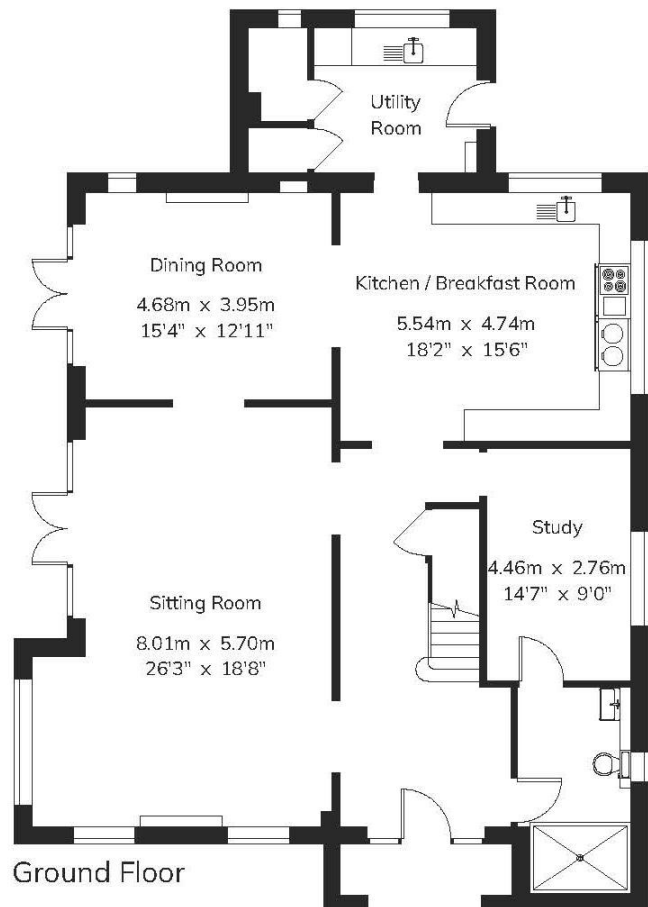 Utility
Room
Dining Room
4.68m x 3.95m
15'4" x 12'11"
Kitchen / Breakfast Room
5.54m x 4.74m
18'2" x 15'6"
Study
4.46m x 2.76m
14'7" x 9'0"
Sitting Room
8.01m x 5.70m
26'3" x 18'8"
Ground Floor